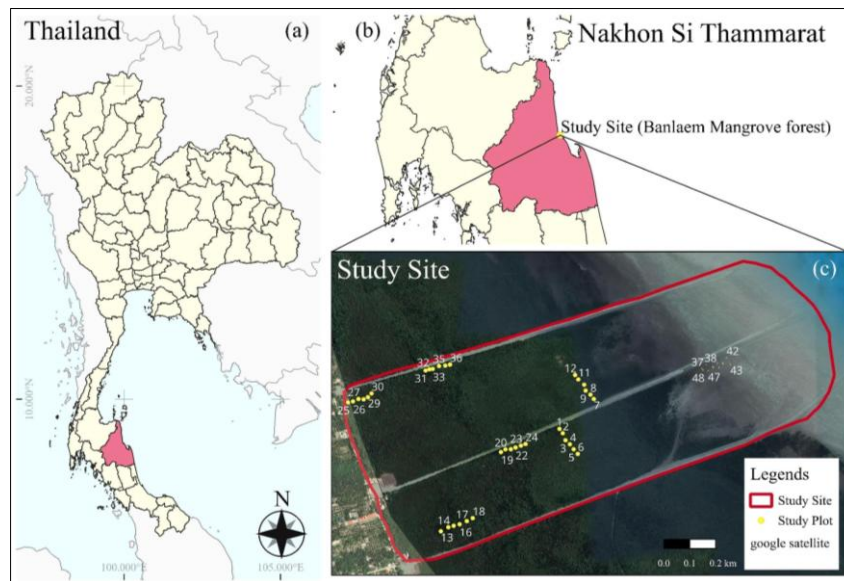 Thailand
(a)
20.000°N
10.000°N
100.000°E
105.000°E
N
(b)
Nakhon Si Thammarat
Study Site (Banlaem Mangrove forest)
Study Site
(c)
32 35 36
31 33
27 30
25 26 29
12 11
8
9 7
1 2
4
3 6
5
20 23 24
19 22
14 17 18
13 16
42
37 38
43
48 47
Legends
Study Site
Study Plot
google satellite
0.0 0.1 0.2 km